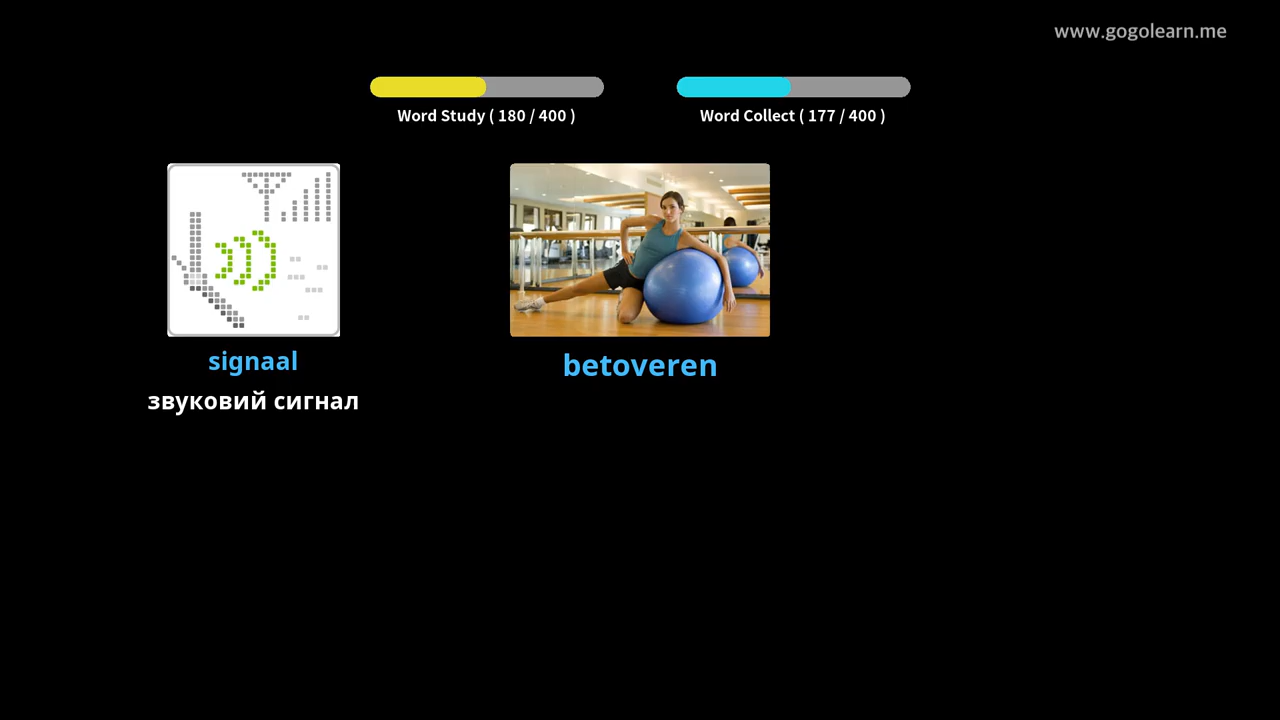 www.gogolearn.me
Word Study ( 180 / 400 )
Word Collect ( 177 / 400 )
signaal
звуковий сигнал
betoveren